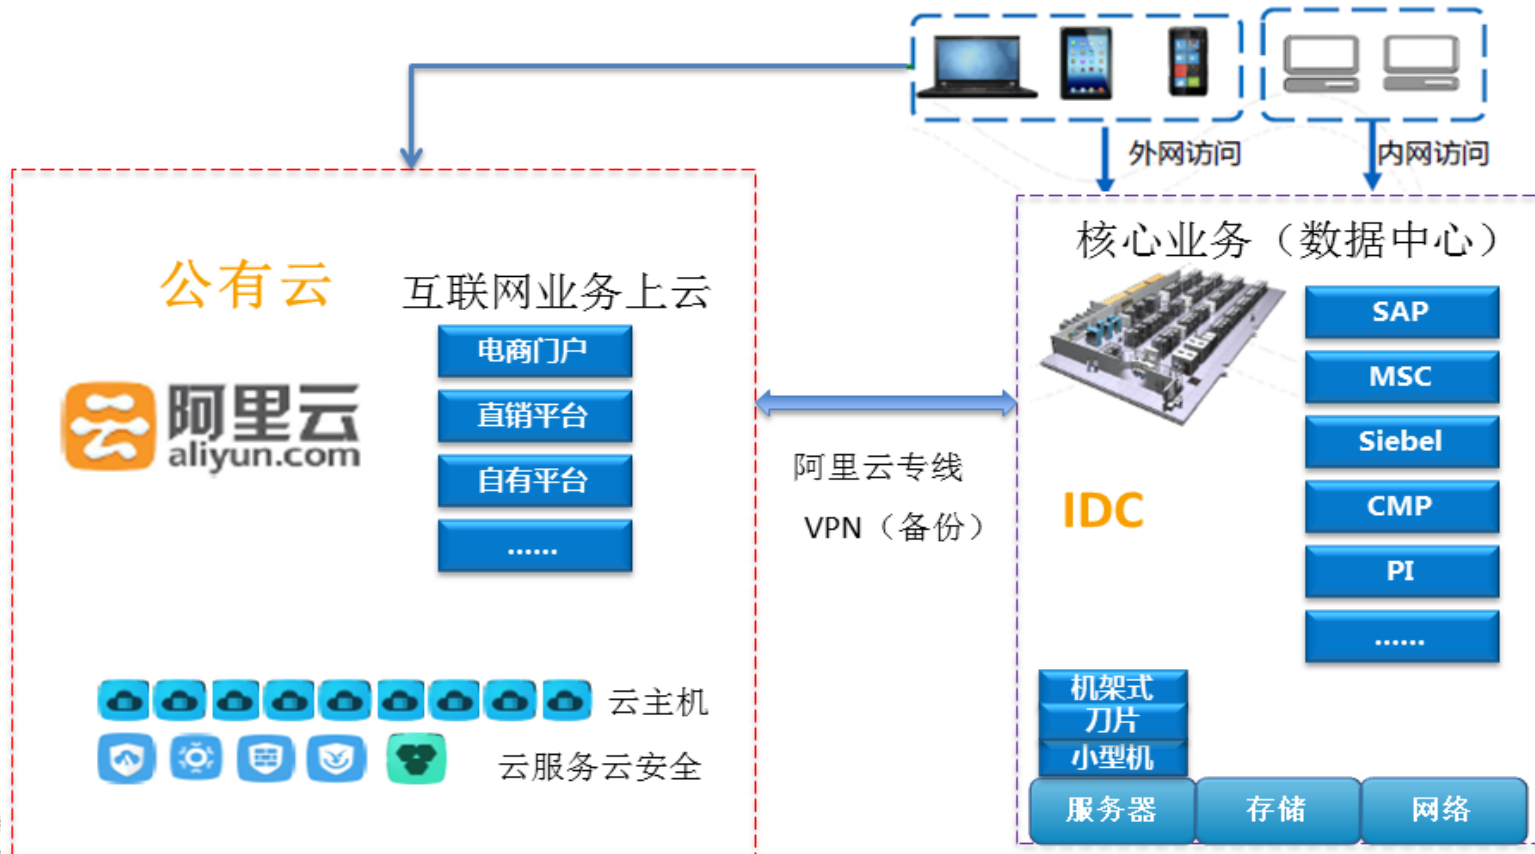 外网访问
内网访问
公有云
阿里云
aliyun.com
互联网业务上云
电商门户
直销平台
自有平台
......
云主机
云服务云安全
阿里云专线
VPN（备份）
核心业务（数据中心）
SAP
MSC
Siebel
CMP
PI
......
IDC
机架式
刀片
小型机
服务器
存储
网络